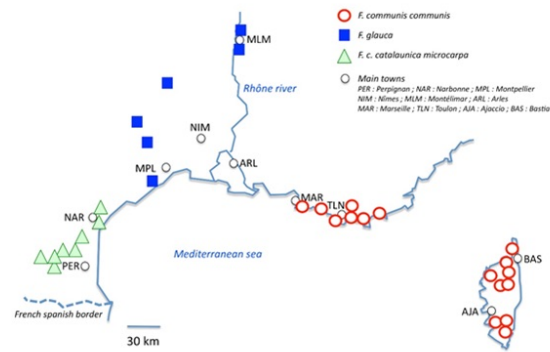 F. communis communis
F. glauca
F. c. catalaunica microcarpa
Main towns
PER : Perpignan ; NAR : Narbonne ; MPL : Montpellier
NIM : Nimes ; MLM : Montélimar ; ARL : Arles
MAR : Marseille ; TLN : Toulon ; AJA : Ajaccio ; BAS : Bastia
MLM
Rhône river
NIM
MPL
ARL
MAR
TLN
NAR
Mediterranean sea
PER
BAS
AJA
French spanish border
30 km